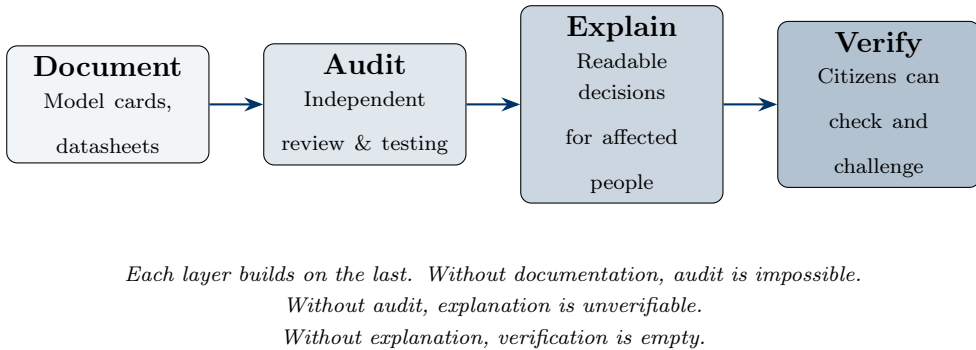 Document
Model cards,
datasheets
Audit
Independent
review & testing
Explain
Readable
decisions
for affected
people
Verify
Citizens can
check and
challenge
Each layer builds on the last. Without documentation, audit is impossible.
Without audit, explanation is unverifiable.
Without explanation, verification is empty.